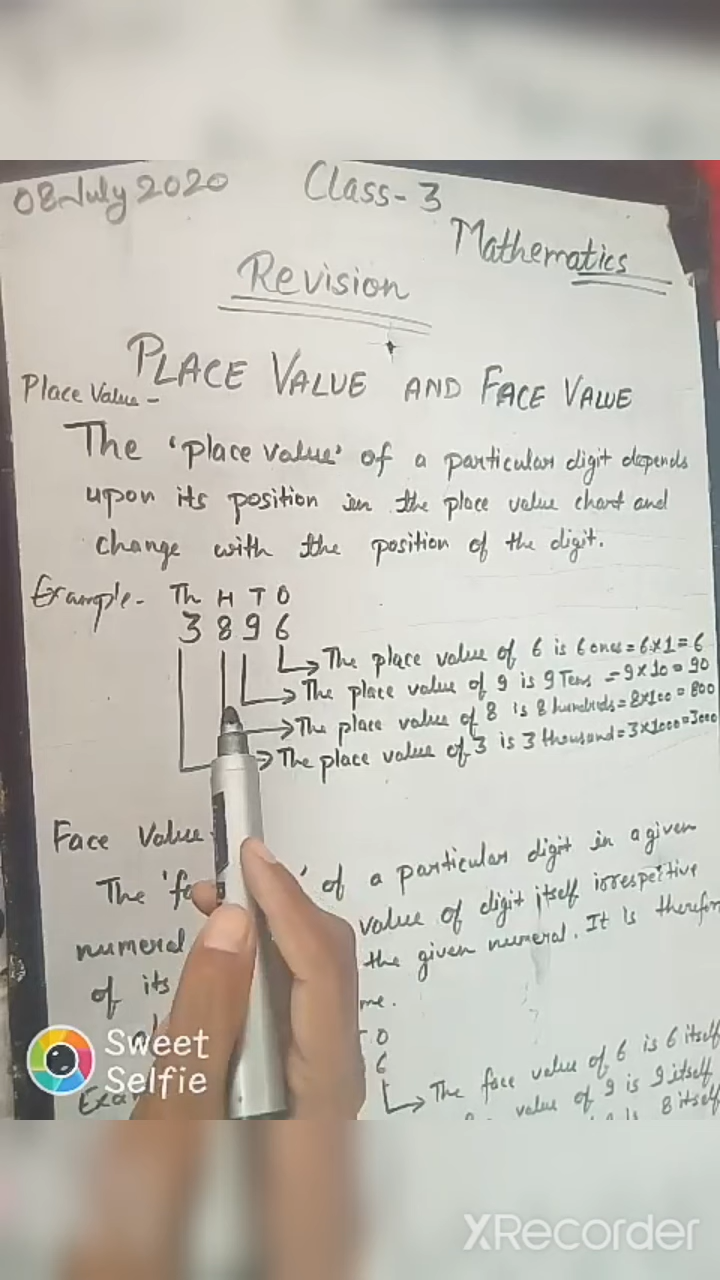 08 July 2020 Class-3
Mathematics
Revision
PLACE VALUE AND FACE VALUE
Place Value -
The 'place value' of a particular digit depends
upon its position in the place value chart and
change with the position of the digit.
Example- Th H T O
3 8 9 6
The place value of 6 is 6 ones = 6×1 = 6
The place value of 9 is 9 Tens = 9×10 = 90
The place value of 8 is 8 hundreds = 8×100 = 800
The place value of 3 is 3 thousand = 3×1000 = 3000
Face Value
The of a particular digit in a given
numeral value of digit itself irrespective
of its the given numeral. It is
O
6
The face value of 6 is 6 itself
value of 9 is 9 itself
is 8 itself
Sweet
Selfie
XRecorder